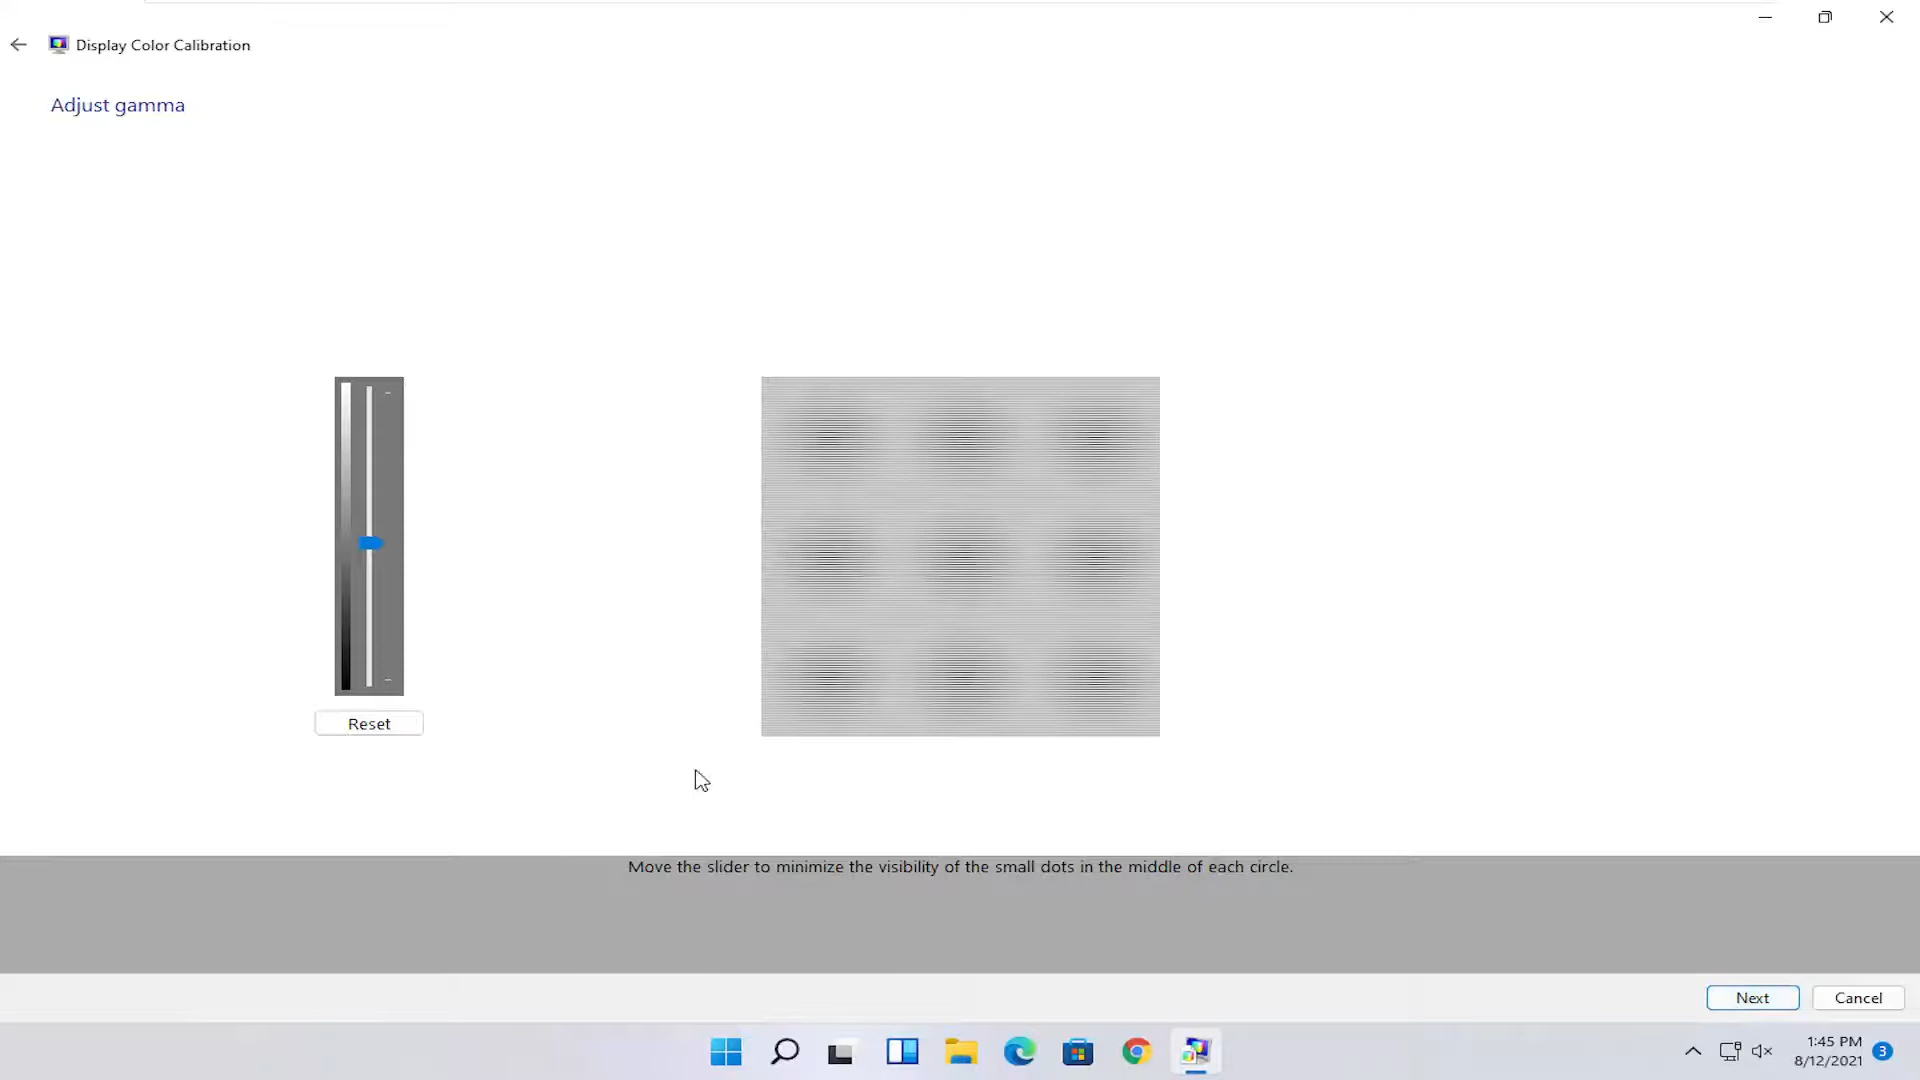 Display Color Calibration
Adjust gamma
Reset
Move the slider to minimize the visibility of the small dots in the middle of each circle.
Next
Cancel
1:45 PM
8/12/2021
3